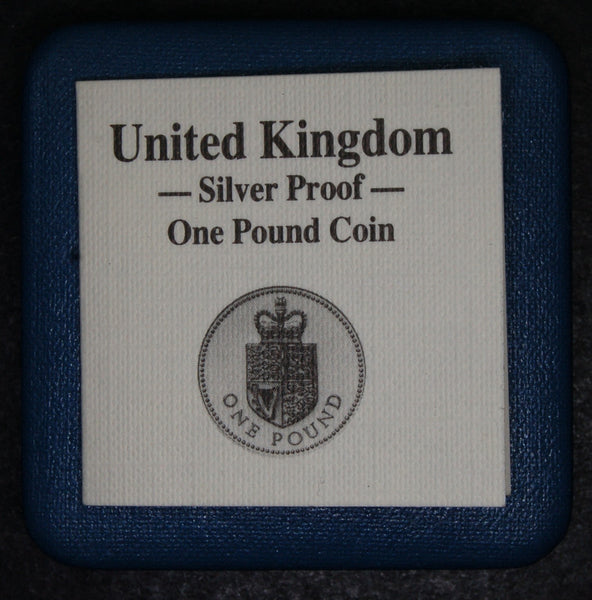 United Kingdom
— Silver Proof —
One Pound Coin
ONE POUND